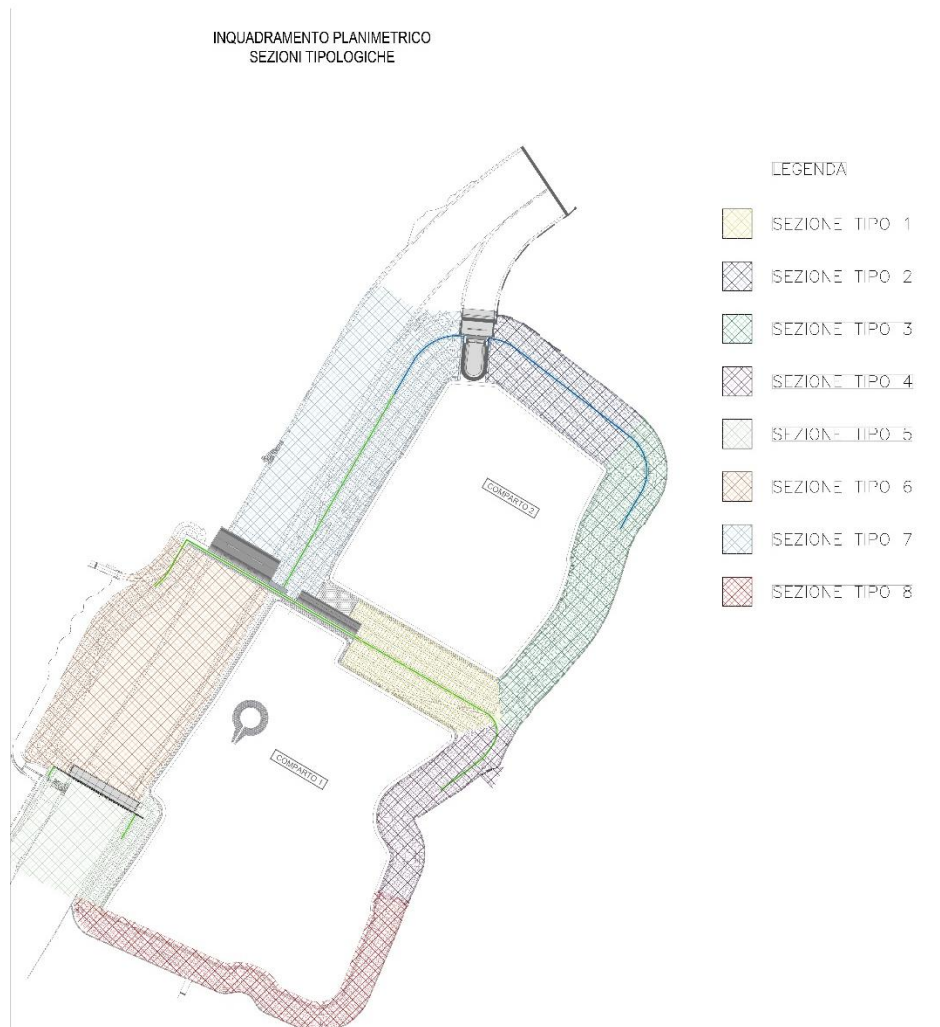 INQUADRAMENTO PLANIMETRICO
SEZIONI TIPOLOGICHE
LEGENDA
SEZIONE TIPO 1
SEZIONE TIPO 2
SEZIONE TIPO 3
SEZIONE TIPO 4
SEZIONE TIPO 5
SEZIONE TIPO 6
SEZIONE TIPO 7
SEZIONE TIPO 8
COMPARTO 2
COMPARTO 1